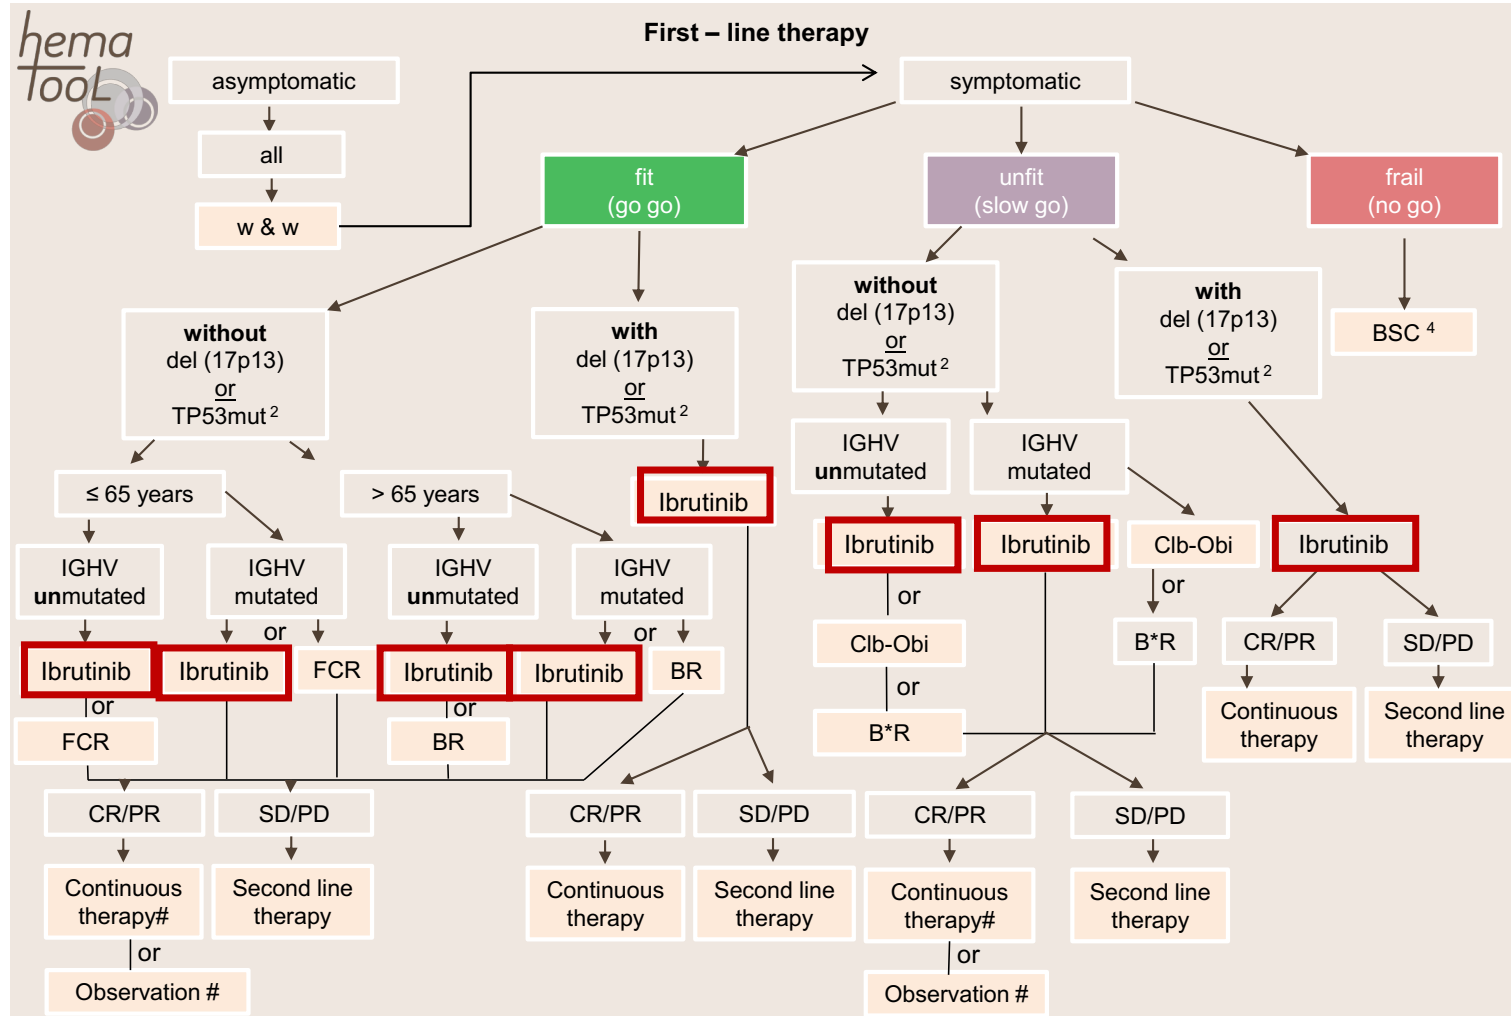 hema
TooL
First – line therapy
asymptomatic
symptomatic
all
w & w
fit
(go go)
unfit
(slow go)
frail
(no go)
without
del (17p13)
or
TP53mut 2
with
del (17p13)
or
TP53mut 2
without
del (17p13)
or
TP53mut 2
with
del (17p13)
or
TP53mut 2
BSC 4
≤ 65 years
> 65 years
Ibrutinib
IGHV
unmutated
IGHV
mutated
IGHV
unmutated
IGHV
mutated
IGHV
unmutated
IGHV
mutated
Ibrutinib
Ibrutinib
Clb-Obi
Ibrutinib
or
or
or
or
Ibrutinib
Ibrutinib
FCR
Ibrutinib
Ibrutinib
BR
Clb-Obi
B*R
CR/PR
SD/PD
or
or
or
FCR
BR
B*R
Continuous
therapy
Second line
therapy
CR/PR
SD/PD
CR/PR
SD/PD
CR/PR
SD/PD
Continuous
therapy#
Second line
therapy
Continuous
therapy
Second line
therapy
Continuous
therapy#
Second line
therapy
or
or
Observation #
Observation #